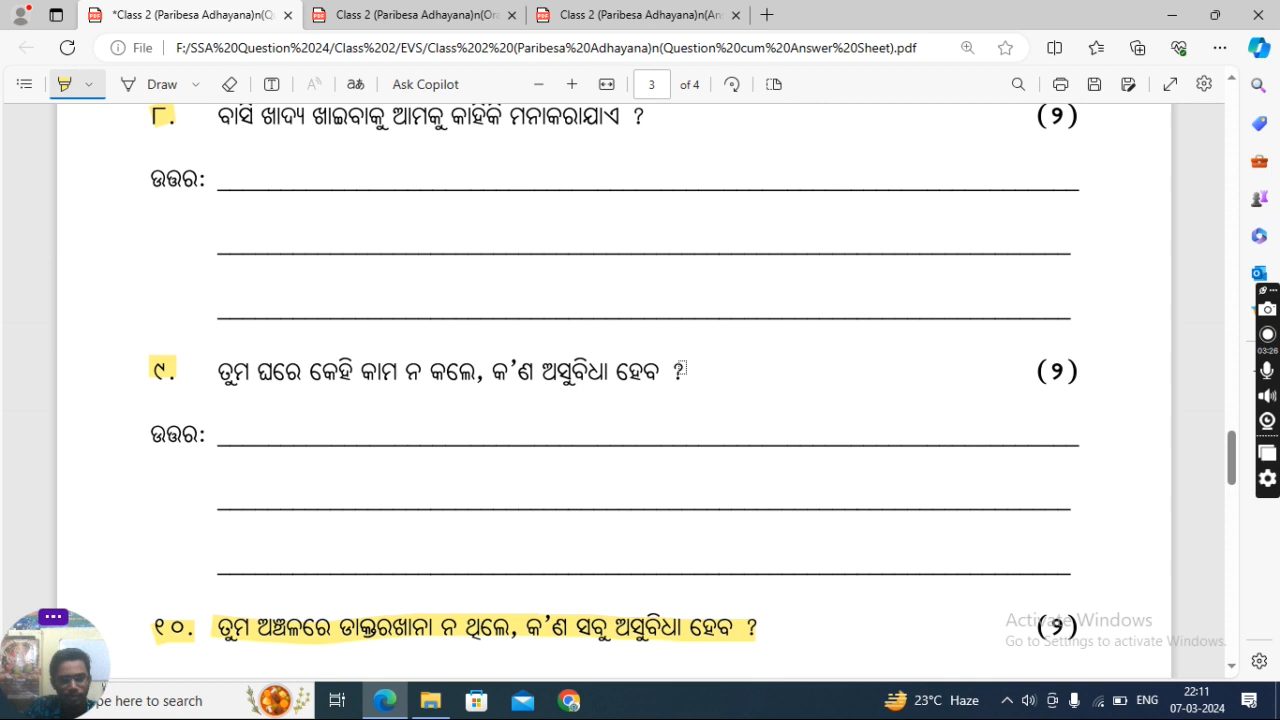 *Class 2 (Paribesa Adhayana)n(Q
Class 2 (Paribesa Adhayana)n(Ora
Class 2 (Paribesa Adhayana)n(An
File
F:/SSA%20Question%2024/Class%202/EVS/Class%202%20(Paribesa%20Adhayana)n(Question%20cum%20Answer%20Sheet).pdf
Draw
Ask Copilot
3 of 4
୮. ବାସି ଖାଦ୍ୟ ଖାଇବାକୁ ଆମକୁ କାହିଁକି ମନାକରାଯାଏ ? (୨)
ଉତ୍ତର:
୯. ତୁମ ଘରେ କେହି କାମ ନ କଲେ, କ'ଣ ଅସୁବିଧା ହେବ ? (୨)
ଉତ୍ତର:
୧୦. ତୁମ ଅଞ୍ଚଳରେ ଡାକ୍ତରଖାନା ନ ଥିଲେ, କ'ଣ ସବୁ ଅସୁବିଧା ହେବ ? (୨)
03:26
Activate Windows
Go to Settings to activate Windows.
pe here to search
23°C Haze
ENG
22:11
07-03-2024